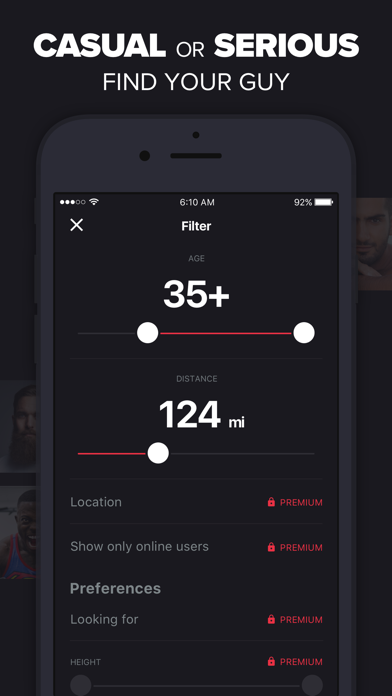 CASUAL OR SERIOUS
FIND YOUR GUY
6:10 AM
92%
Filter
AGE
35+
DISTANCE
124 mi
Location PREMIUM
Show only online users PREMIUM
Preferences
Looking for PREMIUM
HEIGHT PREMIUM